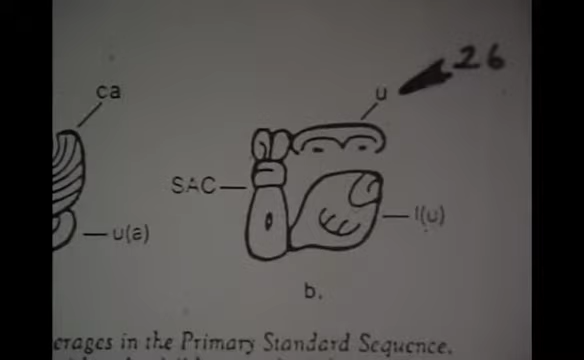 26
ca
u
SAC
l(u)
u(a)
b.
erages in the Primary Standard Sequence.